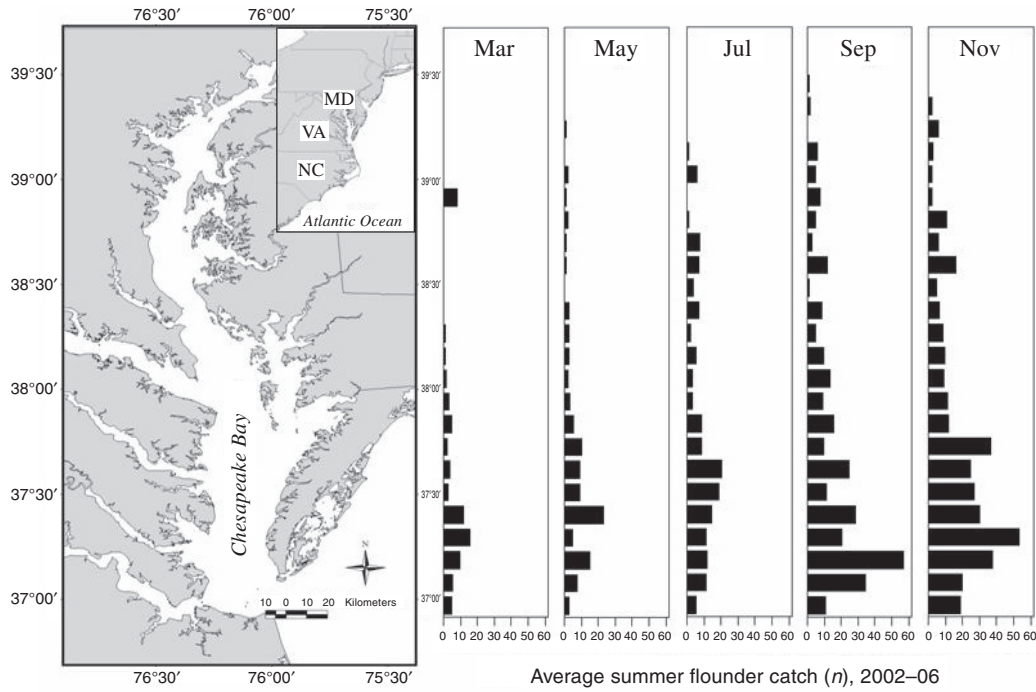 76°30′ 76°00′ 75°30′
39°30′
39°00′
38°30′
38°00′
37°30′
37°00′
76°30′ 76°00′ 75°30′
MD
VA
NC
Atlantic Ocean
Chesapeake Bay
N
10 0 10 20 Kilometers
39°30′
39°00′
38°30′
38°00′
37°30′
37°00′
Mar May Jul Sep Nov
0 10 20 30 40 50 60 0 10 20 30 40 50 60 0 10 20 30 40 50 60 0 10 20 30 40 50 60 0 10 20 30 40 50 60
Average summer flounder catch (n), 2002–06